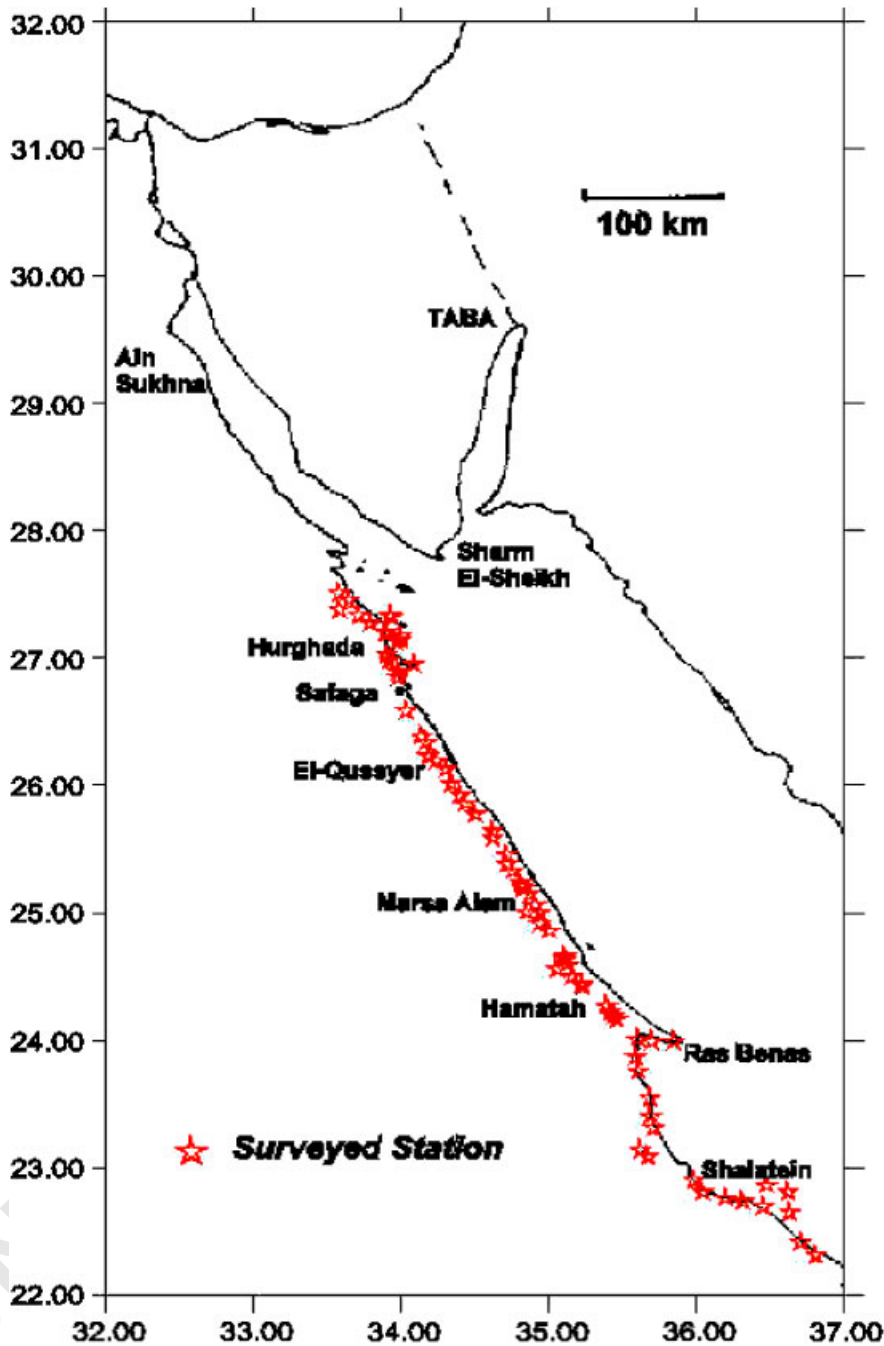 32.00
31.00
30.00
29.00
28.00
27.00
26.00
25.00
24.00
23.00
22.00
100 km
TABA
Ain
Sukhna
Sharm
El-Sheikh
Hurghada
Safaga
El-Qussyer
Marsa Alam
Hamatah
Ras Benas
Surveyed Station
Shalatein
32.00 33.00 34.00 35.00 36.00 37.00